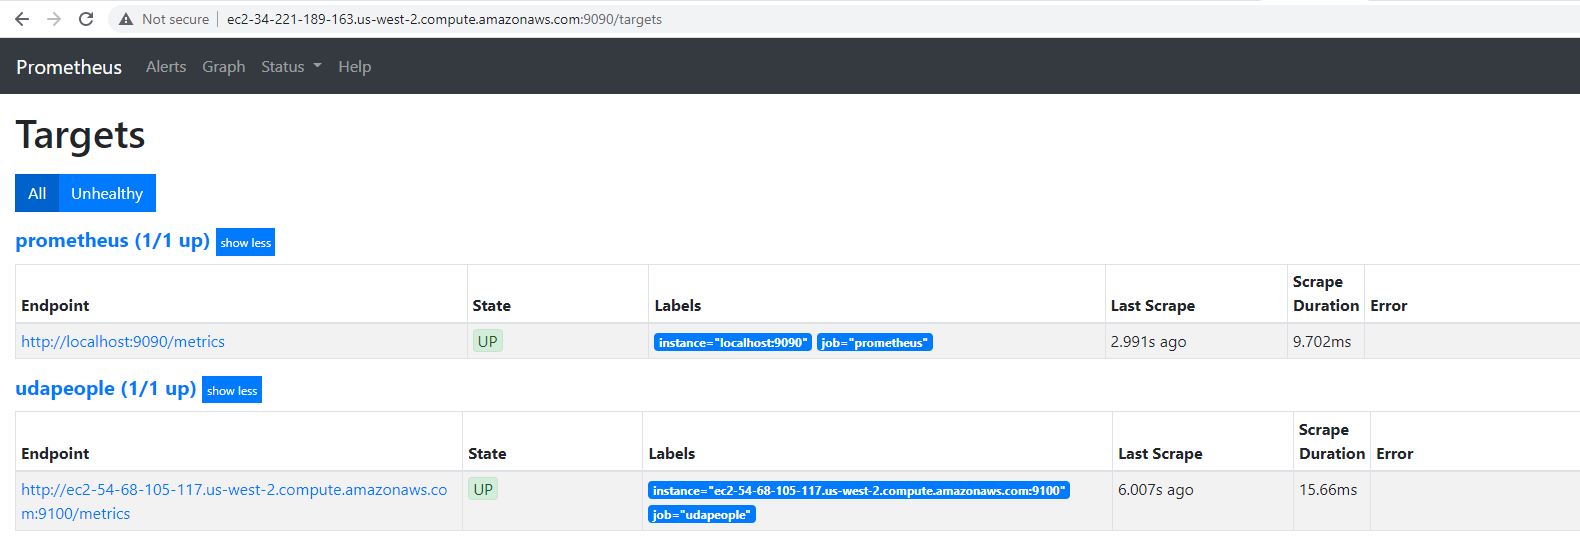 Not secure ec2-34-221-189-163.us-west-2.compute.amazonaws.com:9090/targets
Prometheus Alerts Graph Status Help
Targets
All Unhealthy
prometheus (1/1 up) show less
Endpoint State Labels Last Scrape Scrape Duration Error
http://localhost:9090/metrics UP instance="localhost:9090" job="prometheus" 2.991s ago 9.702ms
udapeople (1/1 up) show less
Endpoint State Labels Last Scrape Scrape Duration Error
http://ec2-54-68-105-117.us-west-2.compute.amazonaws.co UP instance="ec2-54-68-105-117.us-west-2.compute.amazonaws.com:9100" 6.007s ago 15.66ms
m:9100/metrics job="udapeople"